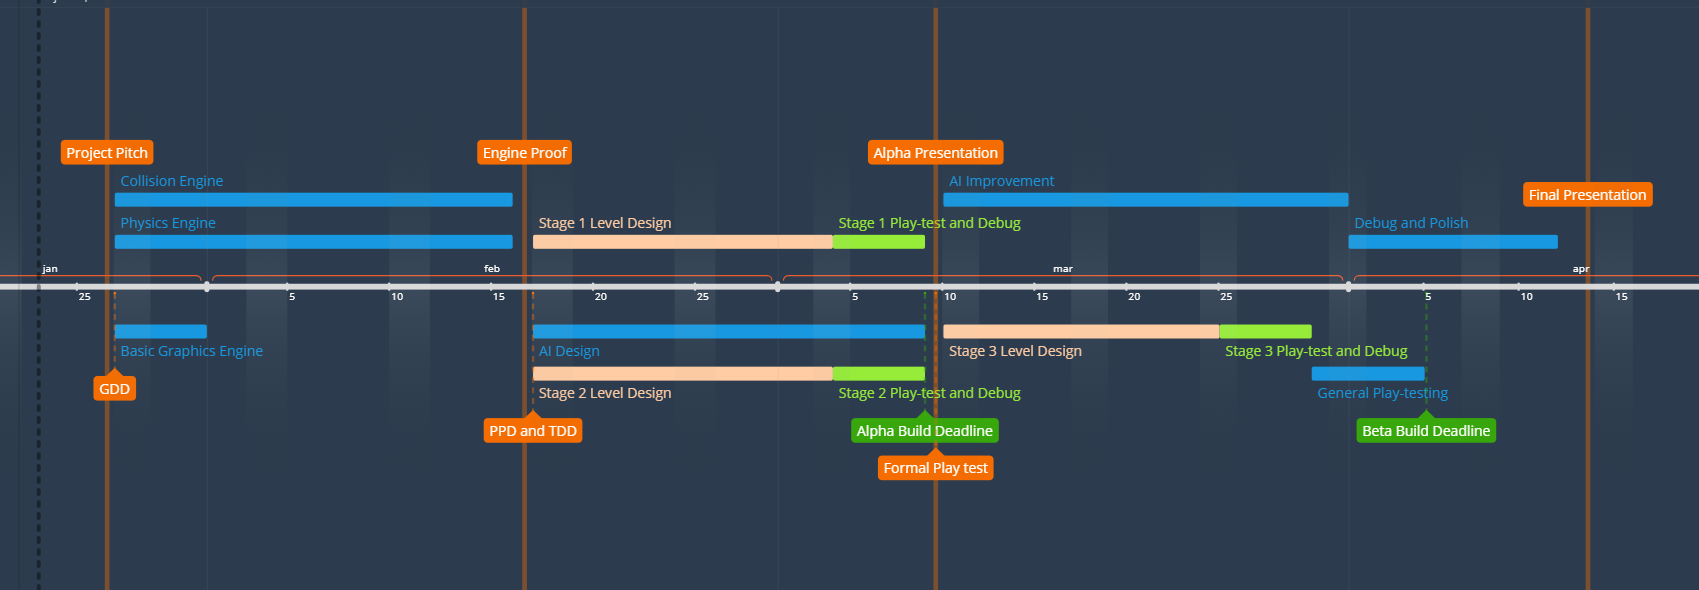 Project Pitch
Engine Proof
Alpha Presentation
Collision Engine
AI Improvement
Final Presentation
Physics Engine
Stage 1 Level Design
Stage 1 Play-test and Debug
Debug and Polish
jan feb mar apr
25 5 10 15 20 25 5 10 15 20 25 5 10 15
Basic Graphics Engine
AI Design
Stage 3 Level Design
Stage 3 Play-test and Debug
GDD
Stage 2 Level Design
Stage 2 Play-test and Debug
General Play-testing
PPD and TDD
Alpha Build Deadline
Beta Build Deadline
Formal Play test